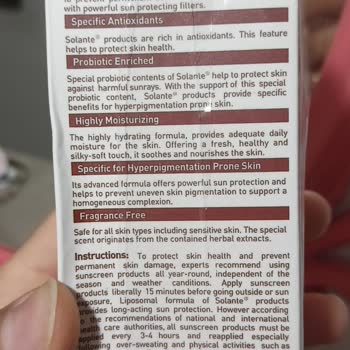 with powerful sun protecting filters.
Specific Antioxidants
Solante® products are rich in antioxidants. This feature
helps to protect skin health.
Probiotic Enriched
Special probiotic contents of Solante® help to protect skin
against harmful sunrays. With the support of this special
probiotic content, Solante® products provide specific
benefits for hyperpigmentation prone skin.
Highly Moisturizing
The highly hydrating formula, provides adequate daily
moisture for the skin. Offering a fresh, healthy and
silky-soft touch, it soothes and nourishes the skin.
Specific for Hyperpigmentation Prone Skin
Its advanced formula offers powerful sun protection and
helps to prevent uneven skin pigmentation to support a
homogeneous complexion.
Fragrance Free
Safe for all skin types including sensitive skin. The special
scent originates from the contained herbal extracts.
Instructions: To protect skin health and prevent
permanent skin damage, experts recommend using
sunscreen products all year-round, independent of the
season and weather conditions. Apply sunscreen
products liberally 15 minutes before going outside or sun
exposure, Liposomal formula of Solante® products
provides long-acting sun protection. However according
to the recommendations of national and international
health care authorities, all sunscreen products must be
applied every 3-4 hours and reapplied especially
following over-sweating and physical activities such as